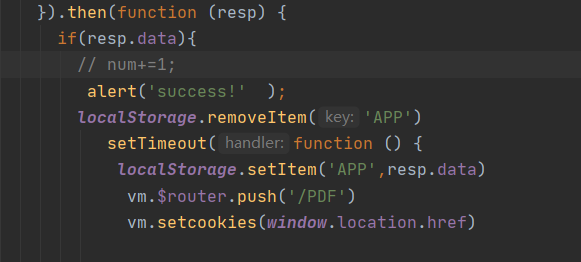 }).then(function (resp) {
if(resp.data){
// num+=1;
alert('success!'  );
localStorage.removeItem( key: 'APP')
setTimeout( handler: function () {
localStorage.setItem('APP',resp.data)
vm.$router.push('/PDF')
vm.setcookies(window.location.href)